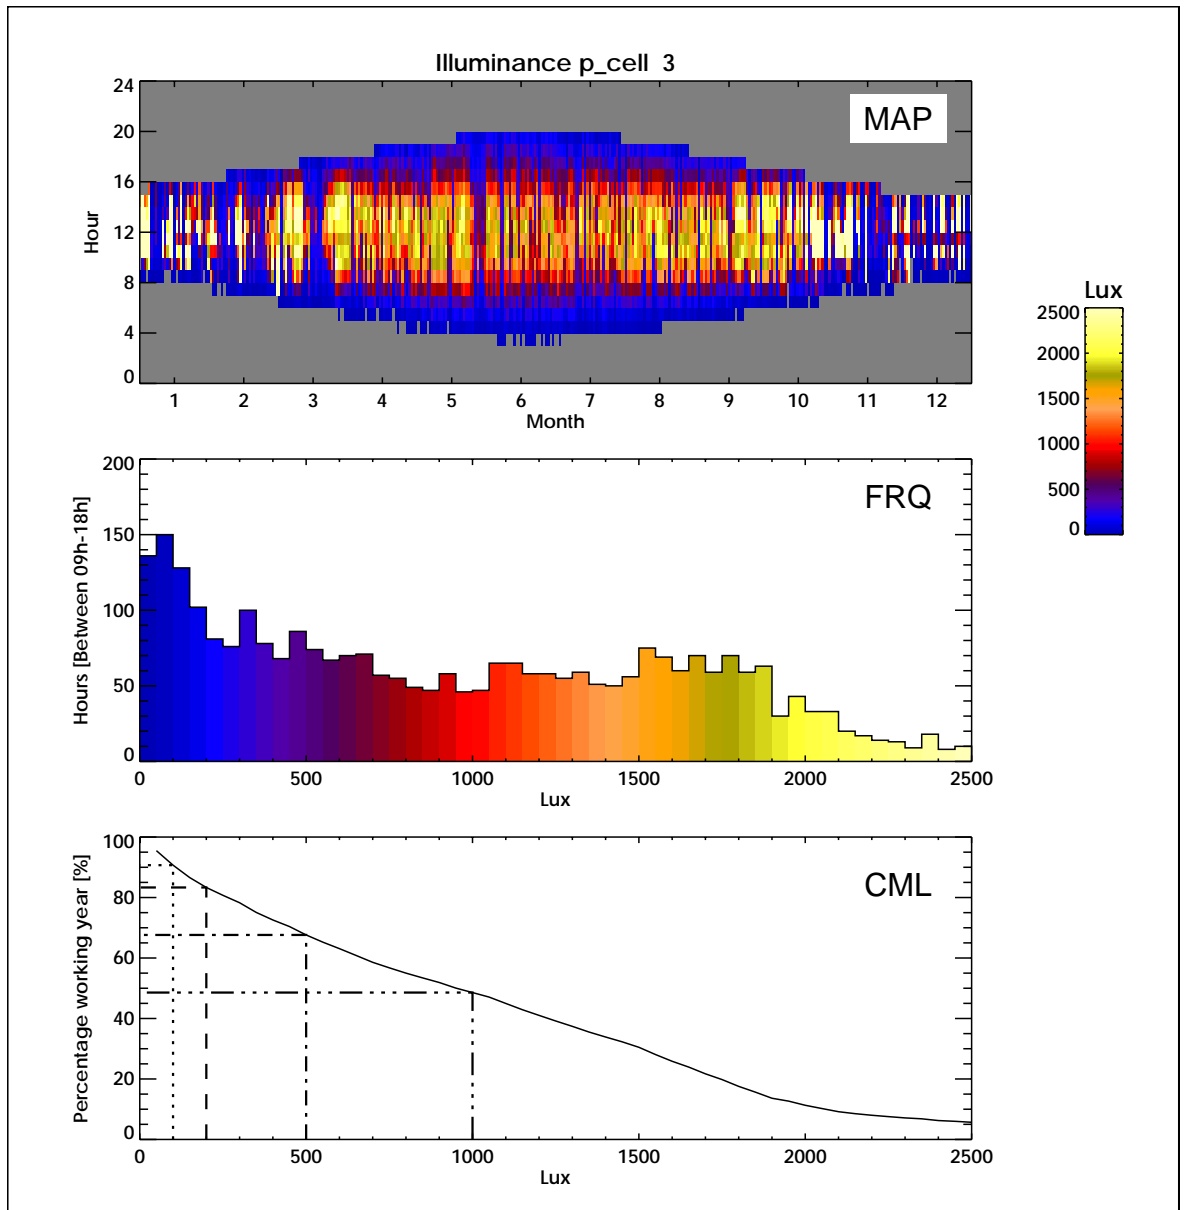 Illuminance p_cell 3
MAP
24
20
16
12
8
4
0
Hour
1 2 3 4 5 6 7 8 9 10 11 12
Month
Lux
2500
2000
1500
1000
500
0
FRQ
200
150
100
50
0
Hours [Between 09h-18h]
0 500 1000 1500 2000 2500
Lux
CML
100
80
60
40
20
0
Percentage working year [%]
0 500 1000 1500 2000 2500
Lux